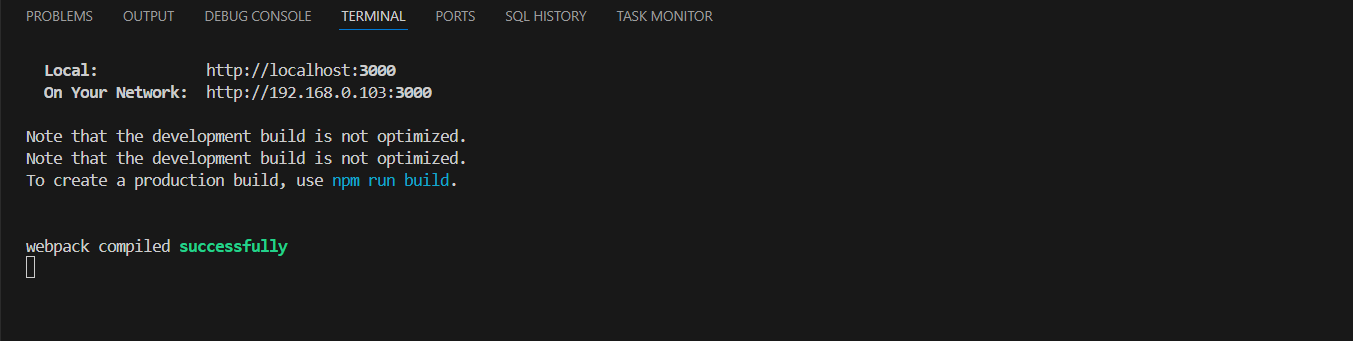 PROBLEMS OUTPUT DEBUG CONSOLE TERMINAL PORTS SQL HISTORY TASK MONITOR
Local: http://localhost:3000
On Your Network: http://192.168.0.103:3000
Note that the development build is not optimized.
Note that the development build is not optimized.
To create a production build, use npm run build.
webpack compiled successfully